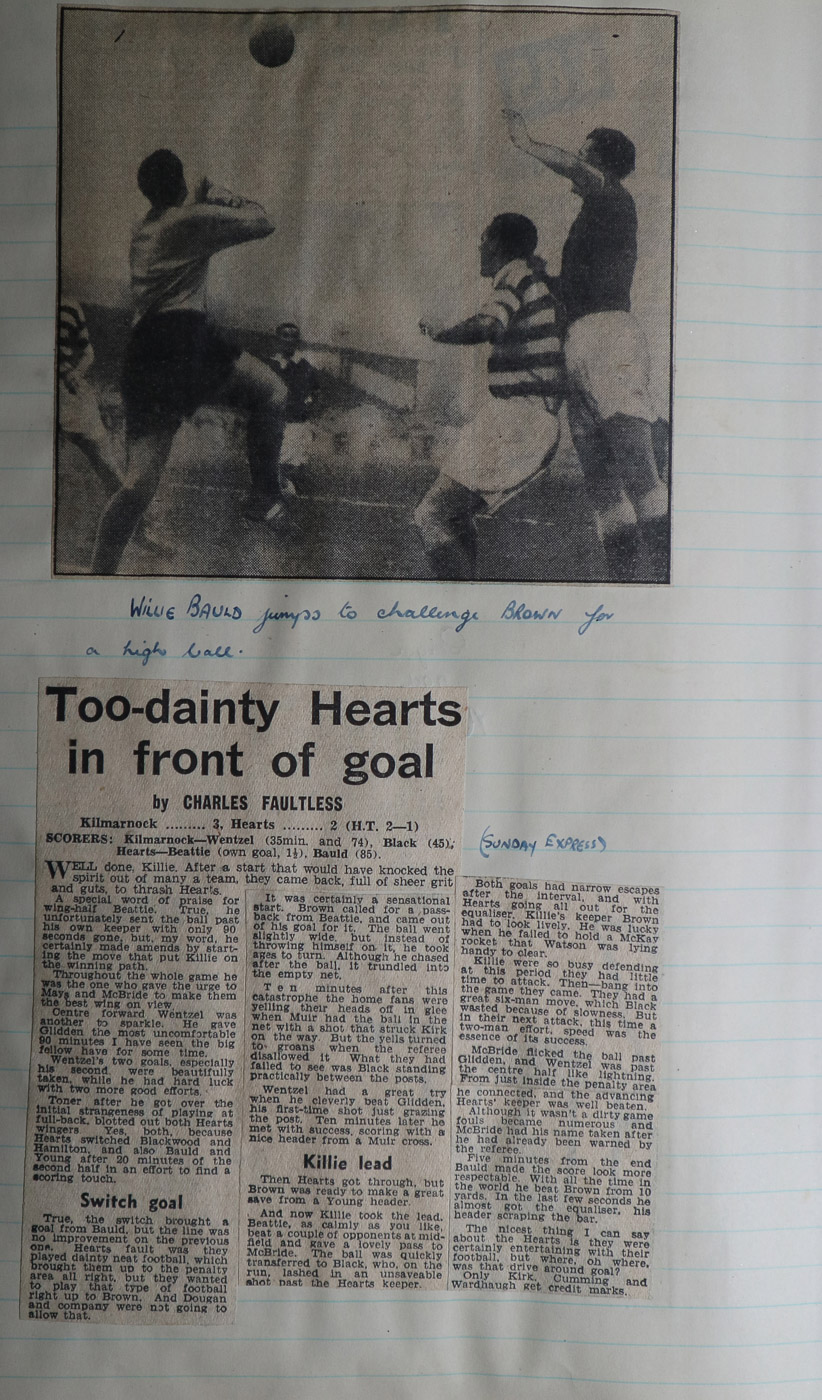 WILLIE BAULD jumps to challenge BROWN for
a high ball.
Too-dainty Hearts
in front of goal
by CHARLES FAULTLESS
Kilmarnock ......... 3, Hearts ......... 2 (H.T. 2—1)
SCORERS: Kilmarnock—Wentzel (35min. and 74), Black (45);
Hearts—Beattie (own goal, 1½), Bauld (85).
(SUNDAY EXPRESS)
WELL done, Killie. After a start that would have knocked the
spirit out of many a team, they came back, full of sheer grit
and guts, to thrash Hearts.
A special word of praise for
wing-half Beattie. True, he
unfortunately sent the ball past
his own keeper with only 90
seconds gone, but, my word, he
certainly made amends by start-
ing the move that put Killie on
the winning path.
Throughout the whole game he
was the one who gave the urge to
Mays and McBride to make them
the best wing on view.
Centre forward Wentzel was
another to sparkle. He gave
Glidden the most uncomfortable
90 minutes I have seen the big
fellow have for some time.
Wentzel's two goals, especially
his second, were beautifully
taken, while he had hard luck
with two more good efforts.
Toner after he got over the
initial strangeness of playing at
full-back, blotted out both Hearts
wingers Yes, both, because
Hearts switched Blackwood and
Hamilton, and also Bauld and
Young after 20 minutes of the
second half in an effort to find a
scoring touch.
Switch goal
True, the switch brought a
goal from Bauld, but the line was
no improvement on the previous
one. Hearts fault was they
played dainty neat football, which
brought them up to the penalty
area all right, but they wanted
to play that type of football
right up to Brown. And Dougan
and company were not going to
allow that.
It was certainly a sensational
start. Brown called for a pass-
back from Beattie, and came out
of his goal for it. The ball went
slightly wide, but instead of
throwing himself on it, he took
ages to turn. Although he chased
after the ball, it trundled into
the empty net.
Ten minutes after this
catastrophe the home fans were
yelling their heads off in glee
when Muir had the ball in the
net with a shot that struck Kirk
on the way. But the yells turned
to groans when the referee
disallowed it What they had
failed to see was Black standing
practically between the posts.
Wentzel had a great try
when he cleverly beat Glidden,
his first-time shot just grazing
the post. Ten minutes later he
met with success, scoring with a
nice header from a Muir cross.
Killie lead
Then Hearts got through, but
Brown was ready to make a great
save from a Young header.
And now Killie took the lead.
Beattie, as calmly as you like,
beat a couple of opponents at mid-
field and gave a lovely pass to
McBride. The ball was quickly
transferred to Black, who, on the
run, lashed in an unsaveable
shot past the Hearts keeper.
Both goals had narrow escapes
after the interval, and with
Hearts going all out for the
equaliser, Killie's keeper Brown
had to look lively. He was lucky
when he failed to hold a McKay
rocket that Watson was lying
handy to clear.
Killie were so busy defending
at this period they had little
time to attack. Then—bang into
the game they came. They had a
great six-man move, which Black
wasted because of slowness. But
in their next attack, this time a
two-man effort, speed was the
essence of its success.
McBride flicked the ball past
Glidden, and Wentzel was past
the centre half like lightning.
From just inside the penalty area
he connected, and the advancing
Hearts' keeper was well beaten.
Although it wasn't a dirty game
fouls became numerous and
McBride had his name taken after
he had already been warned by
the referee.
Five minutes from the end
Bauld made the score look more
respectable. With all the time in
the world he beat Brown from 10
yards. In the last few seconds he
almost got the equaliser, his
header scraping the bar.
The nicest thing I can say
about the Hearts is they were
certainly entertaining with their
football, but where, oh where,
was that drive around goal?
Only Kirk, Cumming and
Wardhaugh get credit marks.